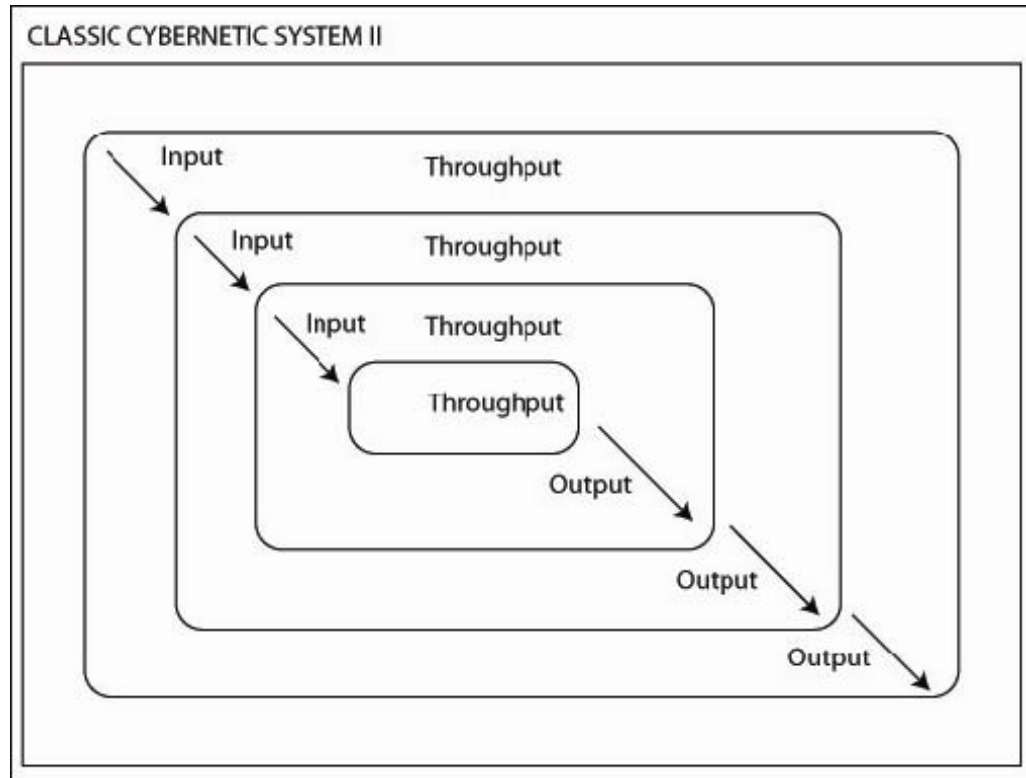 CLASSIC CYBERNETIC SYSTEM II
Input
Throughput
Input
Throughput
Input
Throughput
Throughput
Output
Output
Output